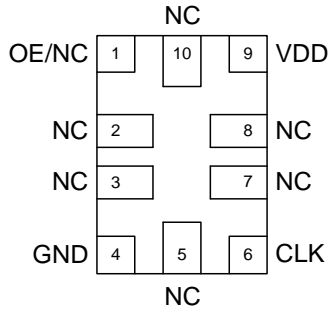 NC
OE/NC 1 10 9 VDD
NC 2 8 NC
NC 3 7 NC
GND 4 5 6 CLK
NC